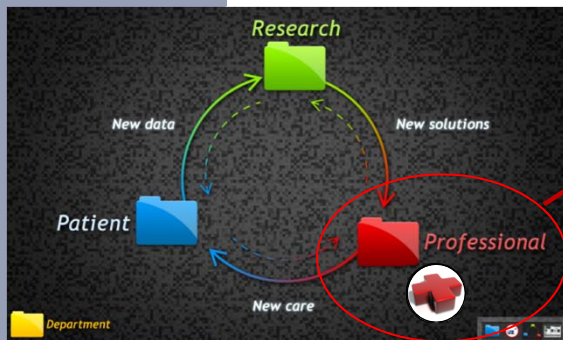 Research
New data
New solutions
Patient
Professional
New care
Department